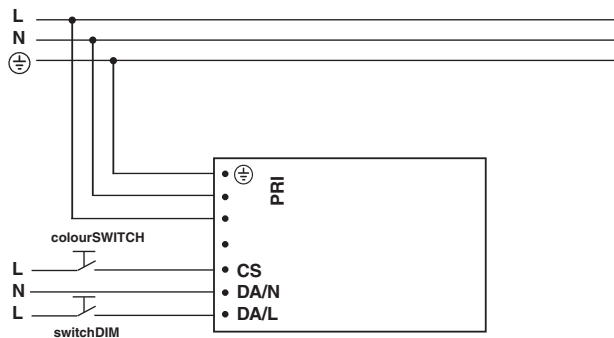 L
N
PRI
colourSWITCH
L
CS
N
DA/N
L
DA/L
switchDIM